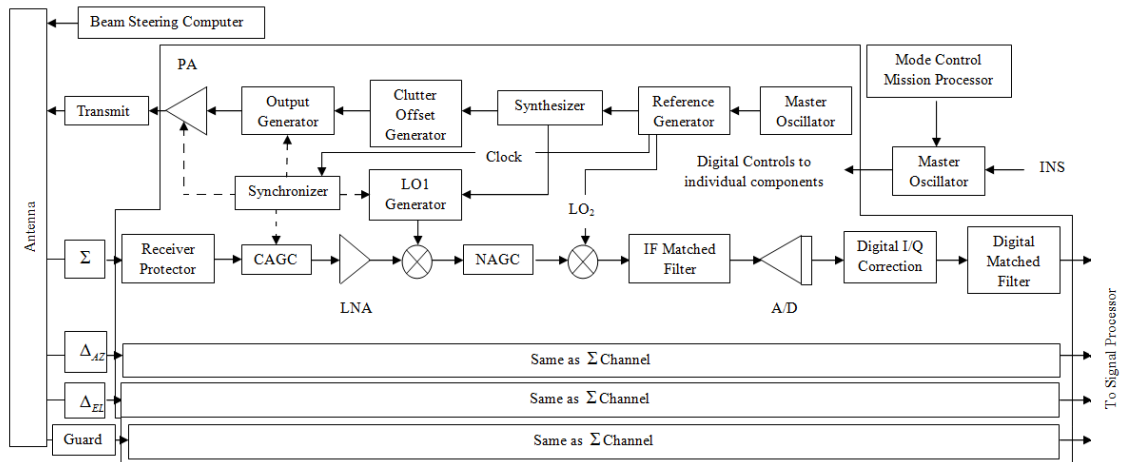 Beam Steering Computer
Antenna
PA
Transmit
Output
Generator
Clutter
Offset
Generator
Synthesizer
Reference
Generator
Master
Oscillator
Mode Control
Mission Processor
Clock
Digital Controls to
individual components
Master
Oscillator
INS
Synchronizer
LO1
Generator
LO₂
Σ
Receiver
Protector
CAGC
LNA
NAGC
IF Matched
Filter
A/D
Digital I/Q
Correction
Digital
Matched
Filter
Δ_AZ
Same as Σ Channel
Δ_EL
Same as Σ Channel
Guard
Same as Σ Channel
To Signal Processor